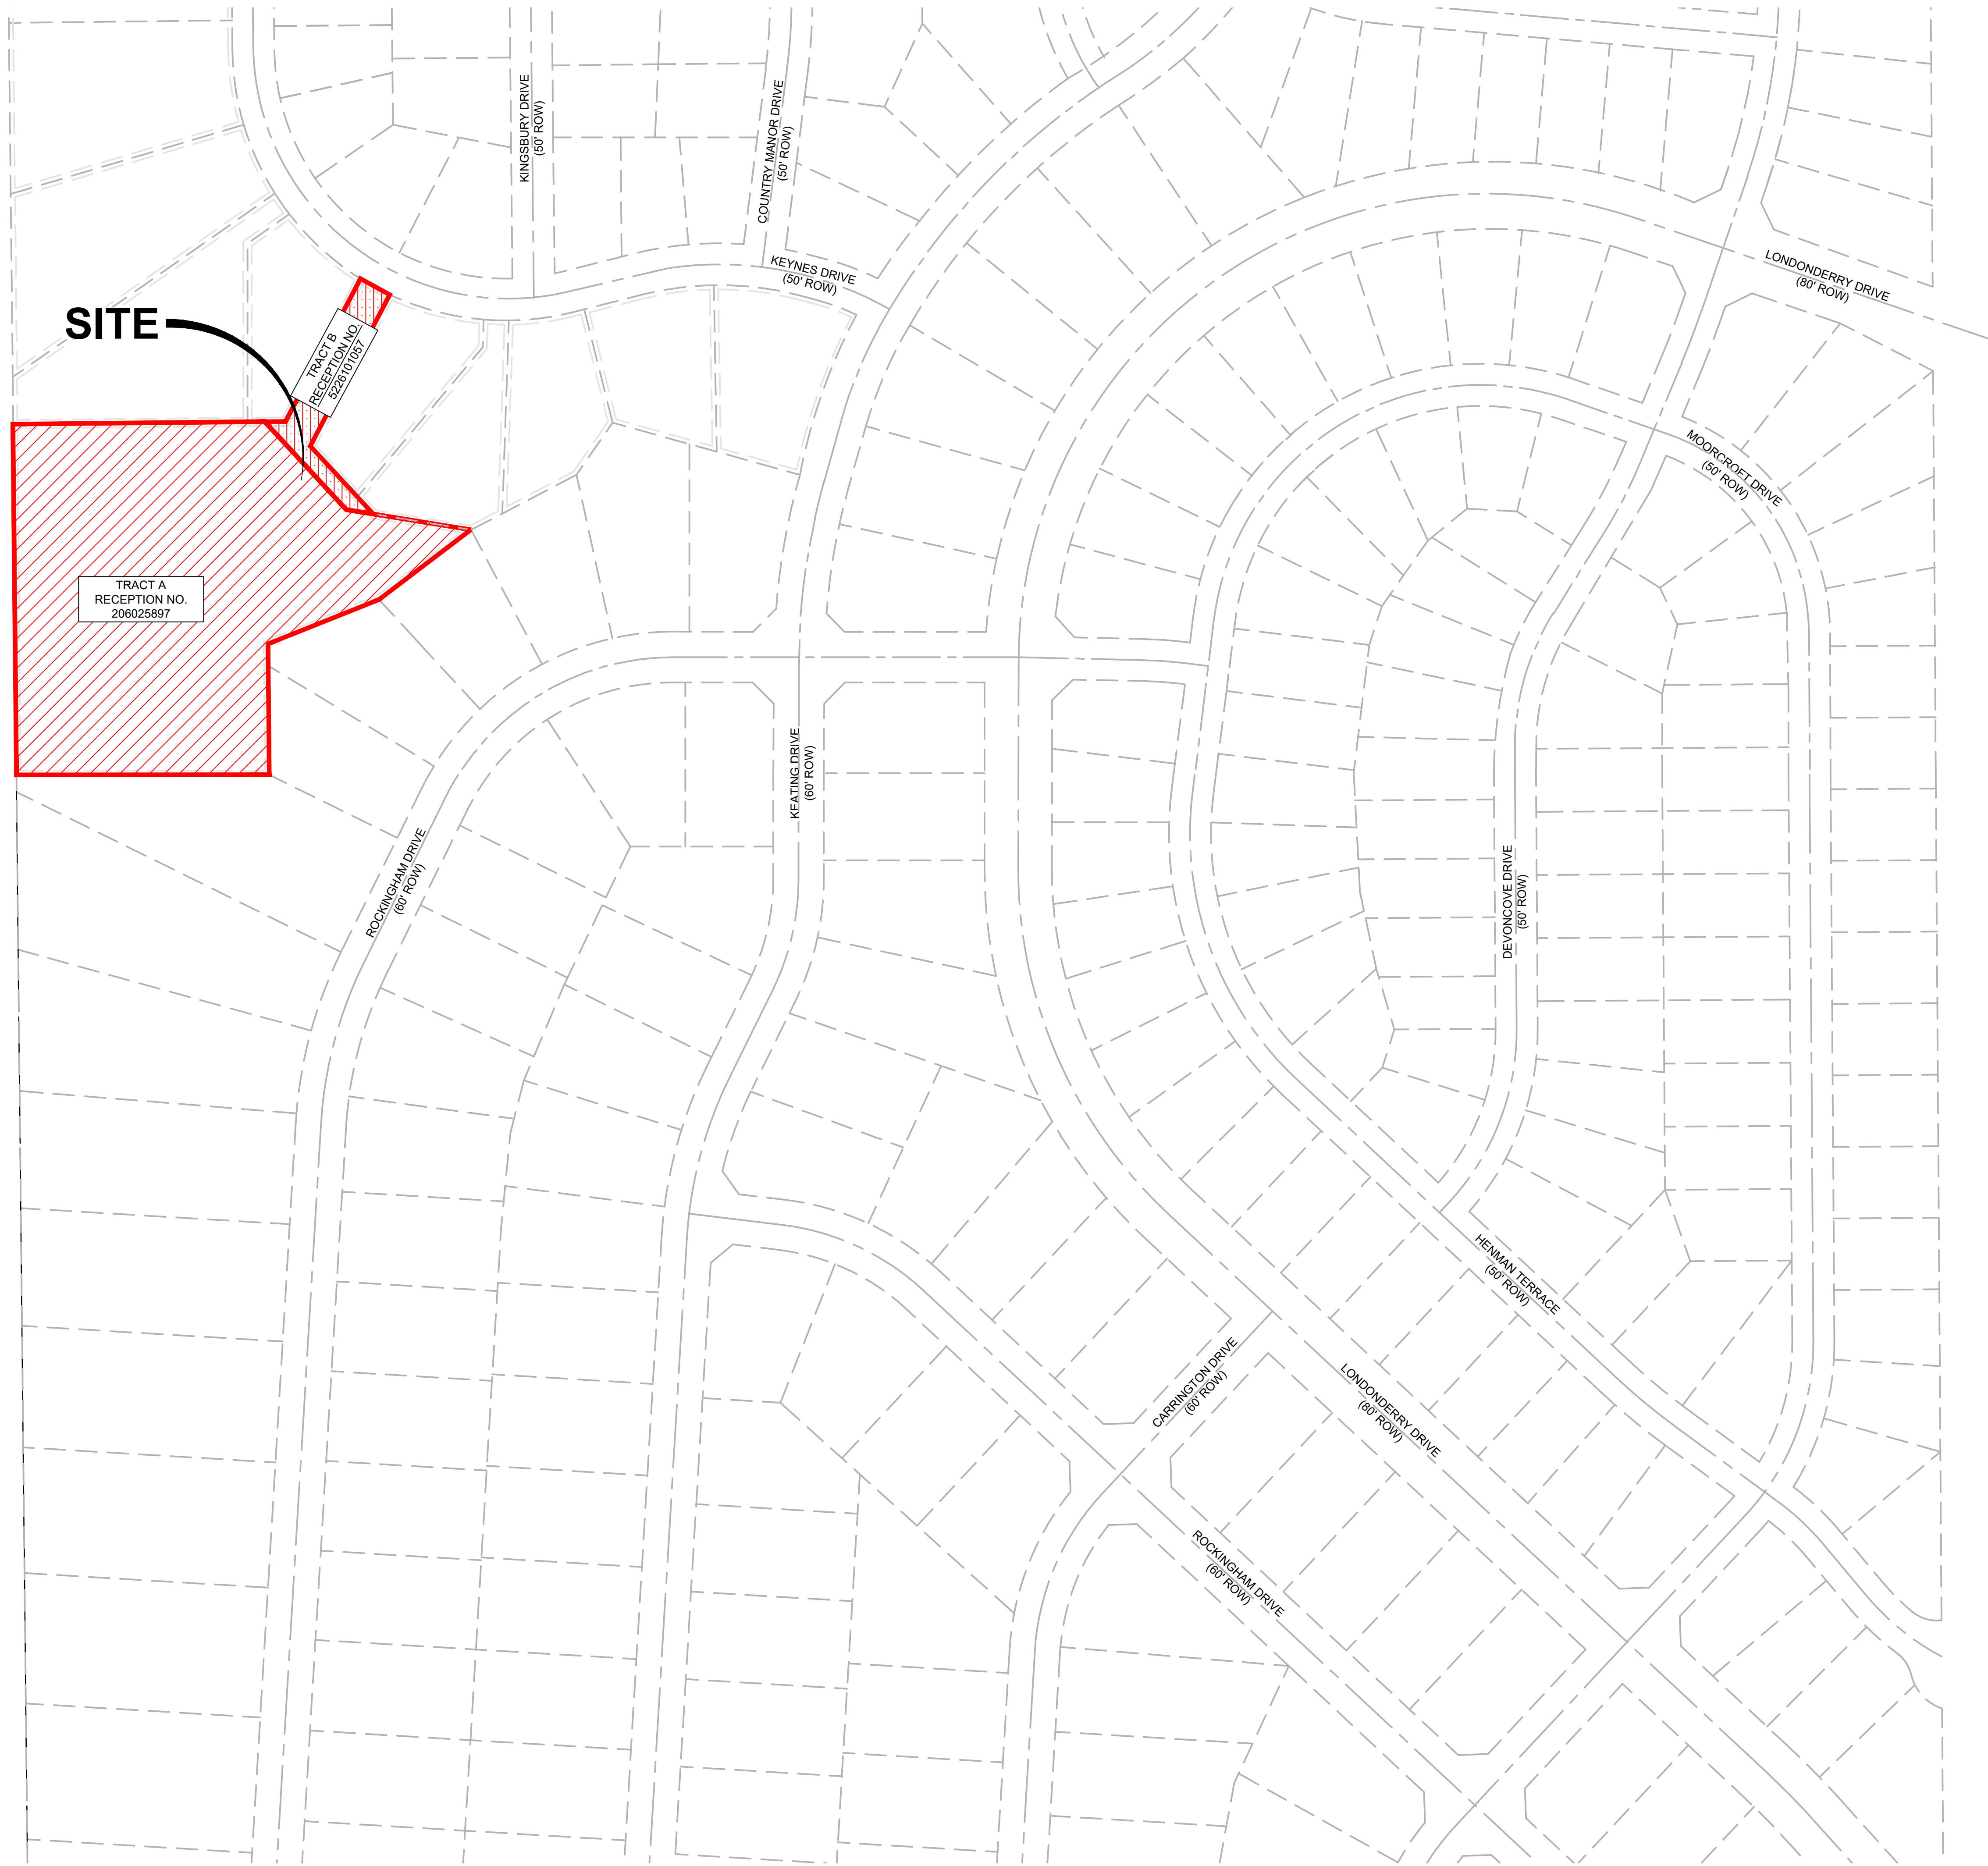 KINGSBURY DRIVE
(50' ROW)
COUNTRY MANOR DRIVE
(50' ROW)
KEYNES DRIVE
(50' ROW)
LONDONDERRY DRIVE
(80' ROW)
SITE
TRACT B
RECEPTION NO.
5226101057
MOORCROFT DRIVE
(50' ROW)
TRACT A
RECEPTION NO.
206025897
KEATING DRIVE
(60' ROW)
ROCKINGHAM DRIVE
(60' ROW)
DEVONCOVE DRIVE
(50' ROW)
HENMAN TERRACE
(50' ROW)
CARRINGTON DRIVE
(60' ROW)
LONDONDERRY DRIVE
(80' ROW)
ROCKINGHAM DRIVE
(60' ROW)